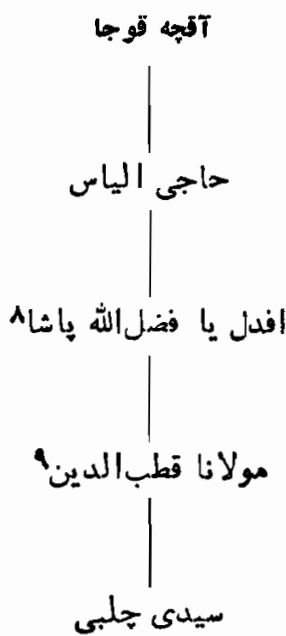 آقچه قوجا
حاجی الیاس
افدل یا فضل‌الله پاشا۸
مولانا قطب‌الدین۹
سیدی چلبی